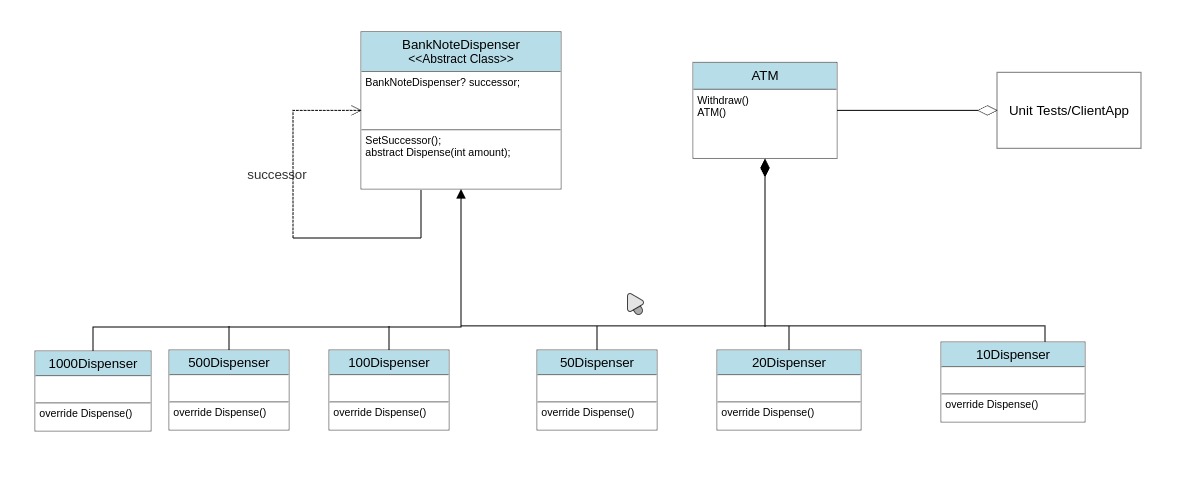 BankNoteDispenser
<<Abstract Class>>
BankNoteDispenser? successor;
SetSuccessor();
abstract Dispense(int amount);
successor
ATM
Withdraw()
ATM()
Unit Tests/ClientApp
1000Dispenser
override Dispense()
500Dispenser
override Dispense()
100Dispenser
override Dispense()
50Dispenser
override Dispense()
20Dispenser
override Dispense()
10Dispenser
override Dispense()